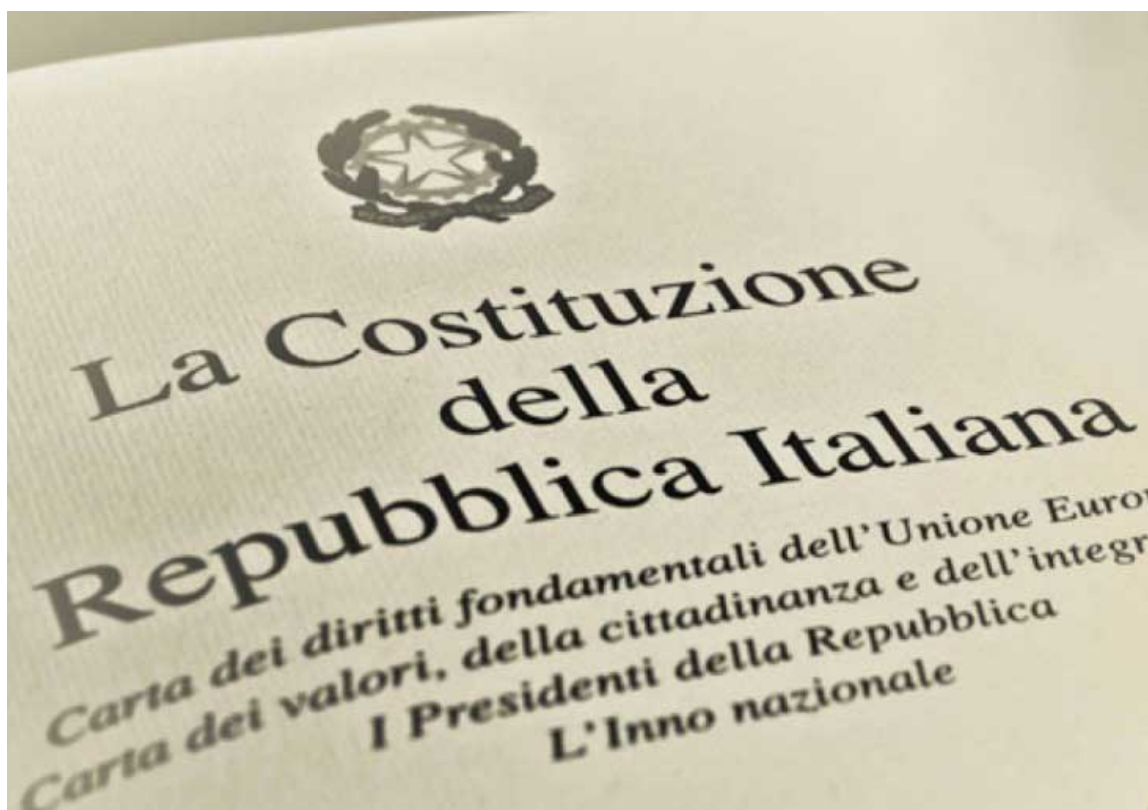 La Costituzione
della
Repubblica Italiana
Carta dei diritti fondamentali dell'Unione
Carta dei valori, della cittadinanza e
I Presidenti della Repubblica
L'Inno nazionale